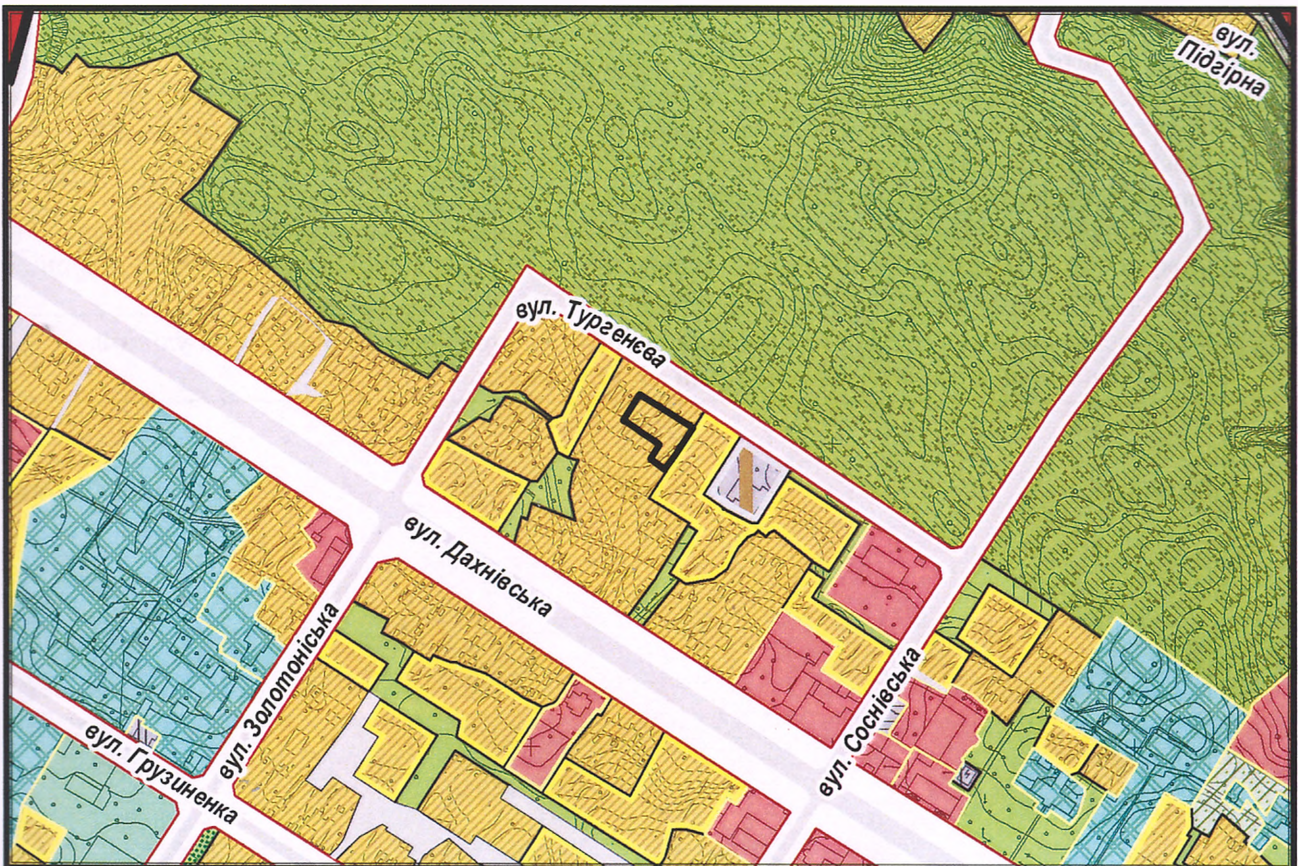 вул.
Підгірна
вул. Тургенєва
вул. Дахнівська
вул. Золотоніська
вул. Соснівська
вул. Грузиненка